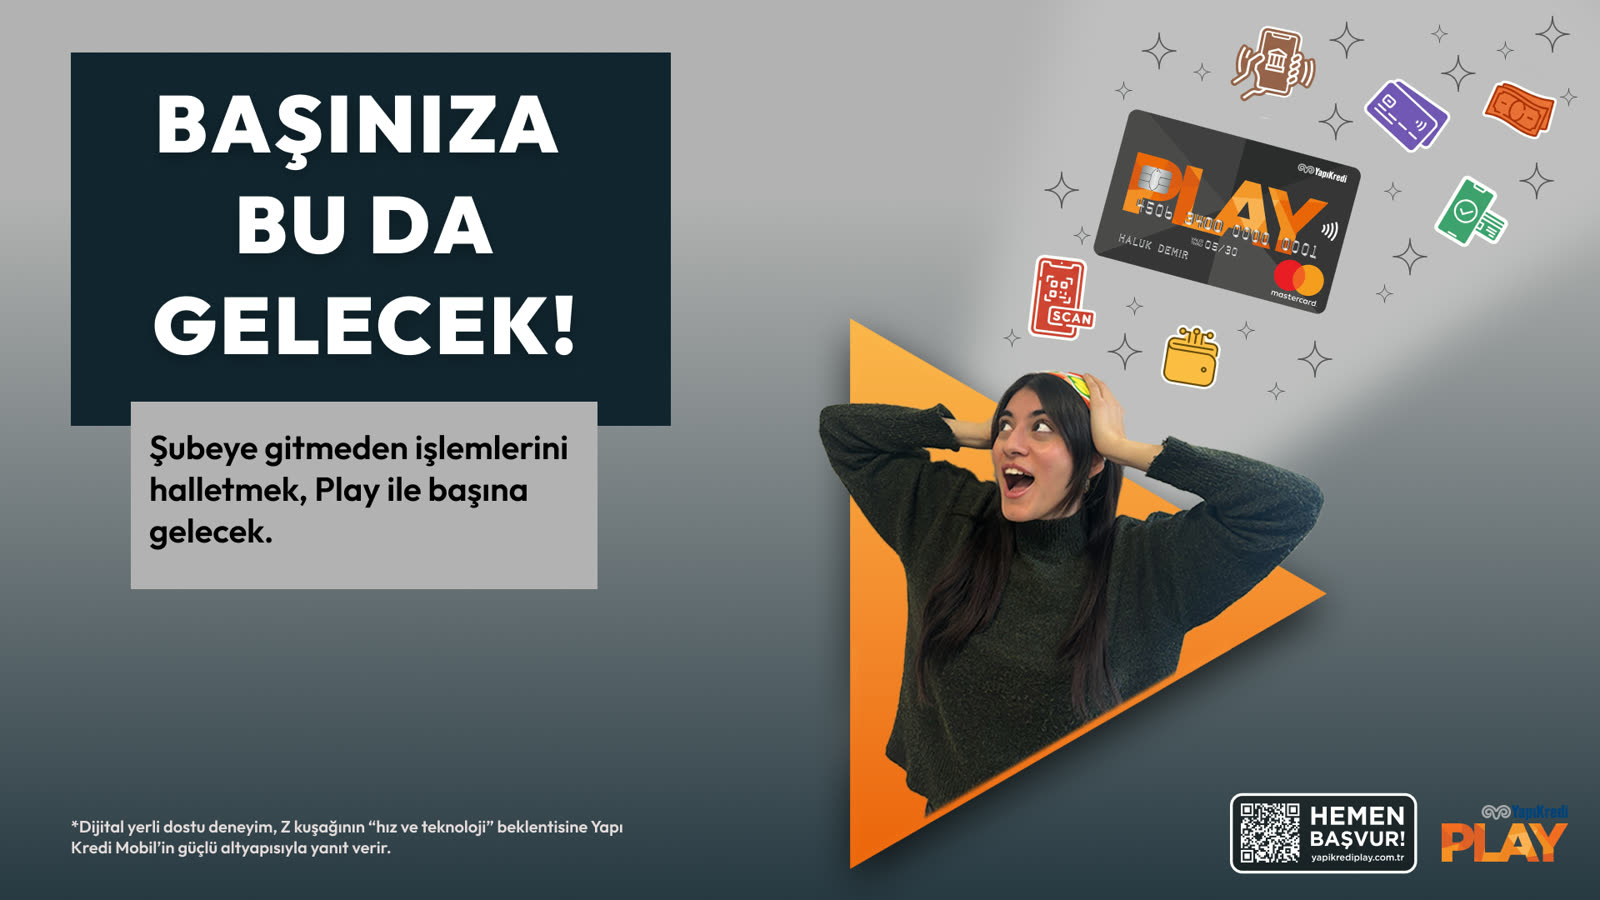 BAŞINIZA
BU DA
GELECEK!
Şubeye gitmeden işlemlerini
halletmek, Play ile başına
gelecek.
YapıKredi
PLAY
4506 3400 0000 0001
VALID THRU 05/30
HALUK DEMIR
mastercard
SCAN
*Dijital yerli dostu deneyim, Z kuşağının “hız ve teknoloji” beklentisine Yapı
Kredi Mobil’in güçlü altyapısıyla yanıt verir.
HEMEN
BAŞVUR!
yapikrediplay.com.tr
YapıKredi
PLAY